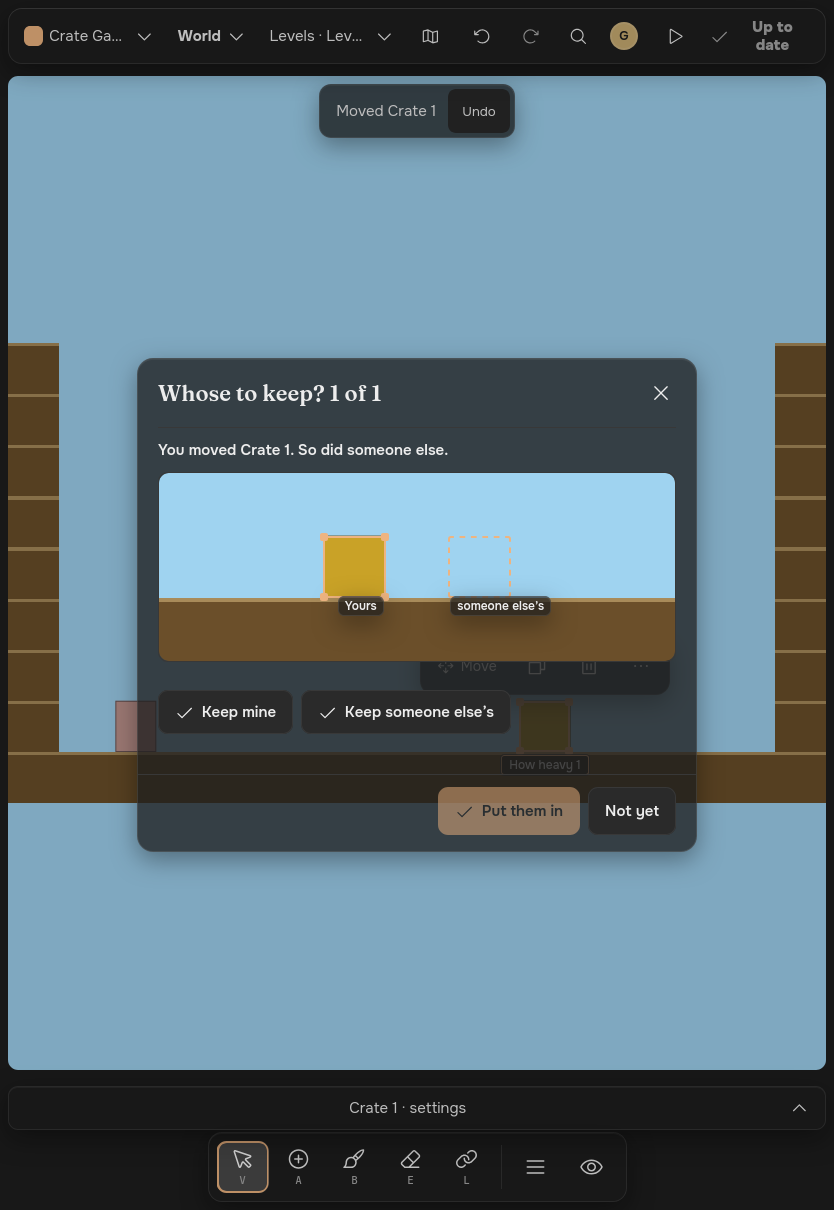 Crate Ga...
World
Levels · Lev...
G
Up to
date
Moved Crate 1
Undo
Whose to keep? 1 of 1
You moved Crate 1. So did someone else.
Yours
someone else’s
Move
Keep mine
Keep someone else’s
How heavy 1
Put them in
Not yet
Crate 1 · settings
V
A
B
E
L